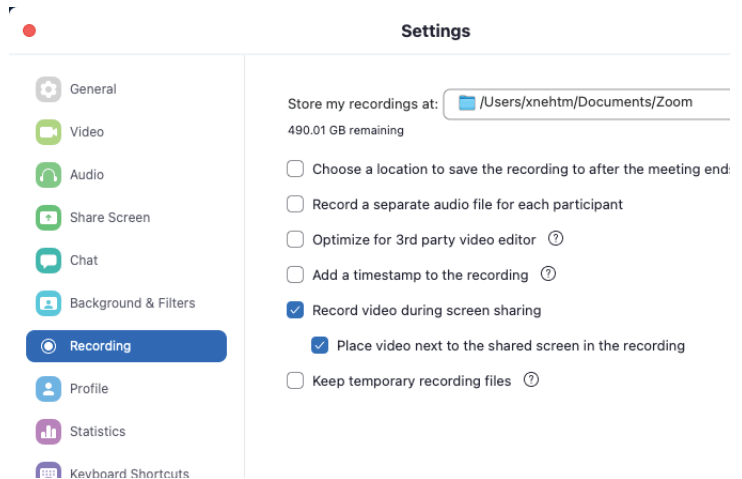 Settings
General
Video
Audio
Share Screen
Chat
Background & Filters
Recording
Profile
Statistics
Keyboard Shortcuts
Store my recordings at: /Users/xnehtm/Documents/Zoom
490.01 GB remaining
Choose a location to save the recording to after the meeting ends
Record a separate audio file for each participant
Optimize for 3rd party video editor ?
Add a timestamp to the recording ?
Record video during screen sharing
Place video next to the shared screen in the recording
Keep temporary recording files ?